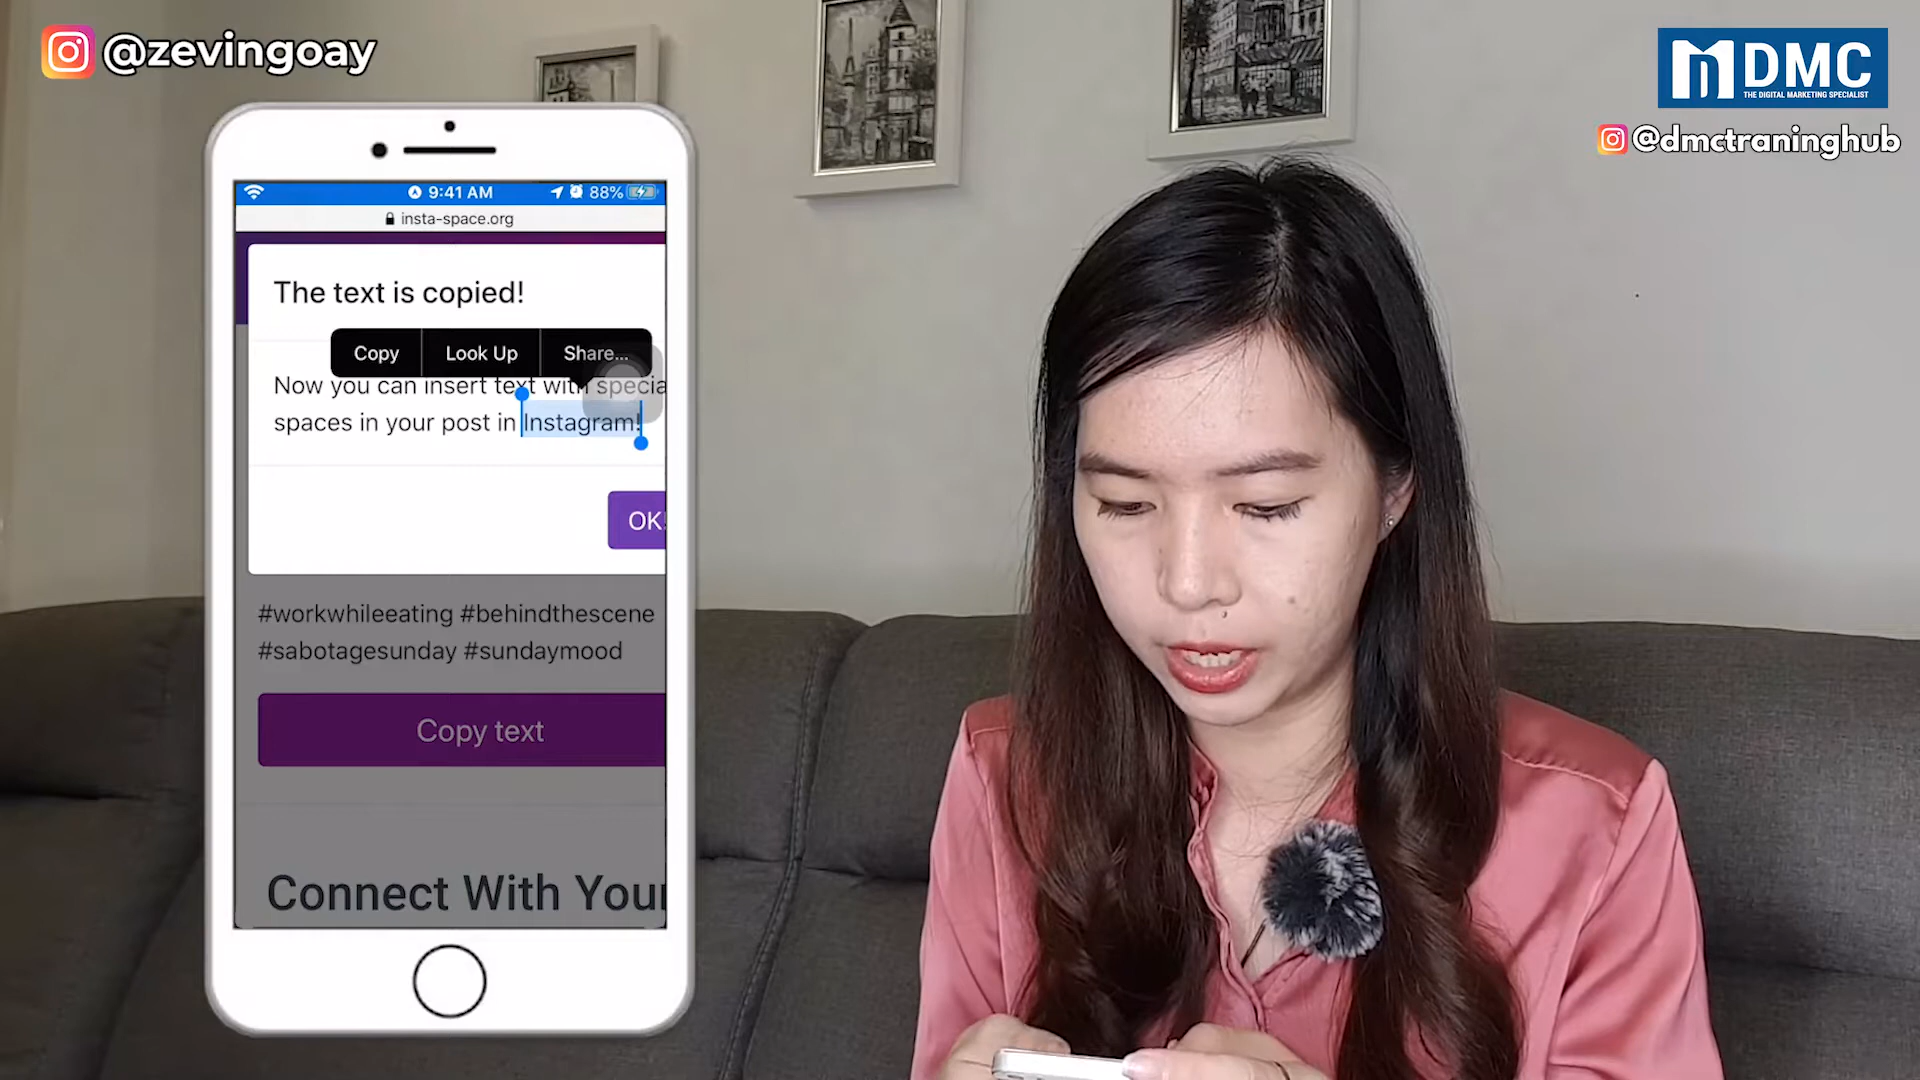 @zevingoay
DMC
THE DIGITAL MARKETING SPECIALIST
@dmctraninghub
9:41 AM
88%
insta-space.org
The text is copied!
Copy
Look Up
Share...
Now you can insert text with specia
spaces in your post in Instagram!
OK!
#workwhileeating #behindthescene
#sabotagesunday #sundaymood
Copy text
Connect With Your